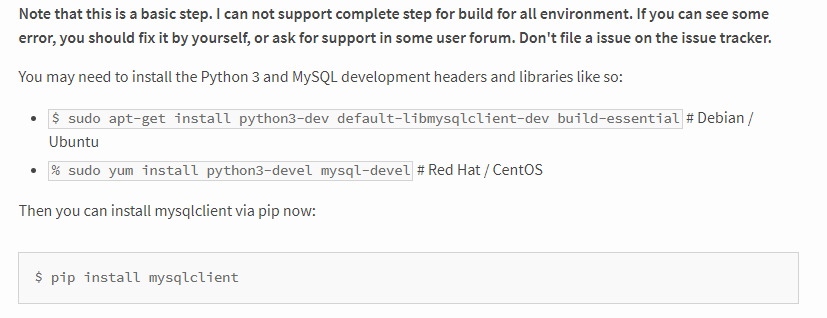 Note that this is a basic step. I can not support complete step for build for all environment. If you can see some
error, you should fix it by yourself, or ask for support in some user forum. Don't file a issue on the issue tracker.
You may need to install the Python 3 and MySQL development headers and libraries like so:
• $ sudo apt-get install python3-dev default-libmysqlclient-dev build-essential # Debian /
Ubuntu
• % sudo yum install python3-devel mysql-devel # Red Hat / CentOS
Then you can install mysqlclient via pip now:
$ pip install mysqlclient